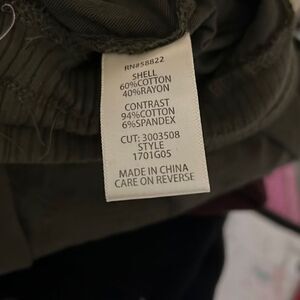 RN#58822
SHELL
60%COTTON
40%RAYON
CONTRAST
94%COTTON
6%SPANDEX
CUT: 3003508
STYLE
1701G05
MADE IN CHINA
CARE ON REVERSE